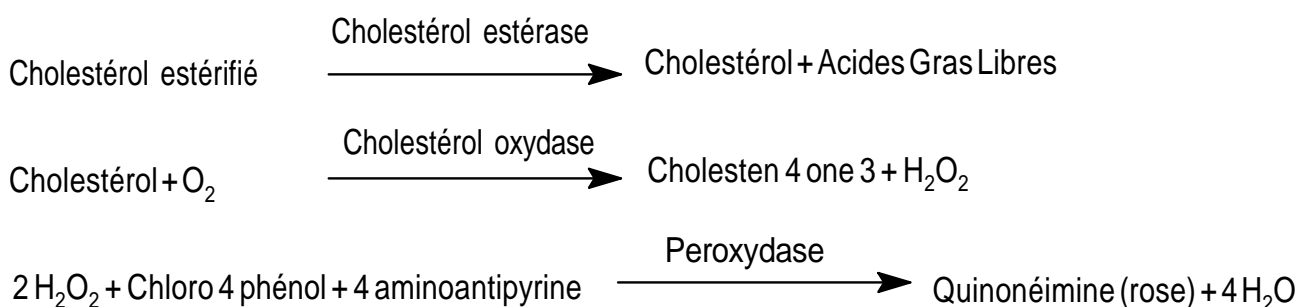 Cholestérol estérase
Cholestérol estérifié → Cholestérol + Acides Gras Libres
Cholestérol oxydase
Cholestérol + O₂ → Cholesten 4 one 3 + H₂O₂
Peroxydase
2 H₂O₂ + Chloro 4 phénol + 4 aminoantipyrine → Quinonéimine (rose) + 4 H₂O